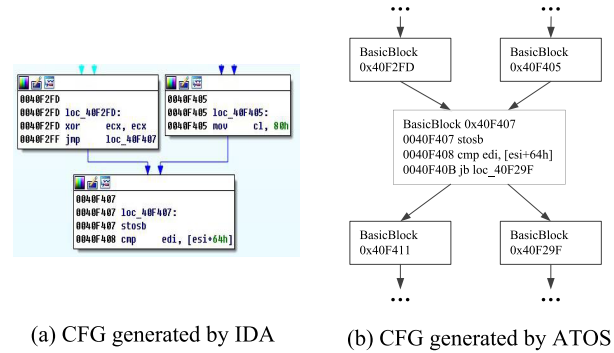 0040F2FD
0040F2FD loc_40F2FD:
0040F2FD xor ecx, ecx
0040F2FF jmp loc_40F407
0040F405
0040F405 loc_40F405:
0040F405 mov cl, 80h
0040F407
0040F407 loc_40F407:
0040F407 stosb
0040F408 cmp edi, [esi+64h]
(a) CFG generated by IDA
...
...
BasicBlock
0x40F2FD
BasicBlock
0x40F405
BasicBlock 0x40F407
0040F407 stosb
0040F408 cmp edi, [esi+64h]
0040F40B jb loc_40F29F
BasicBlock
0x40F411
BasicBlock
0x40F29F
...
...
(b) CFG generated by ATOS